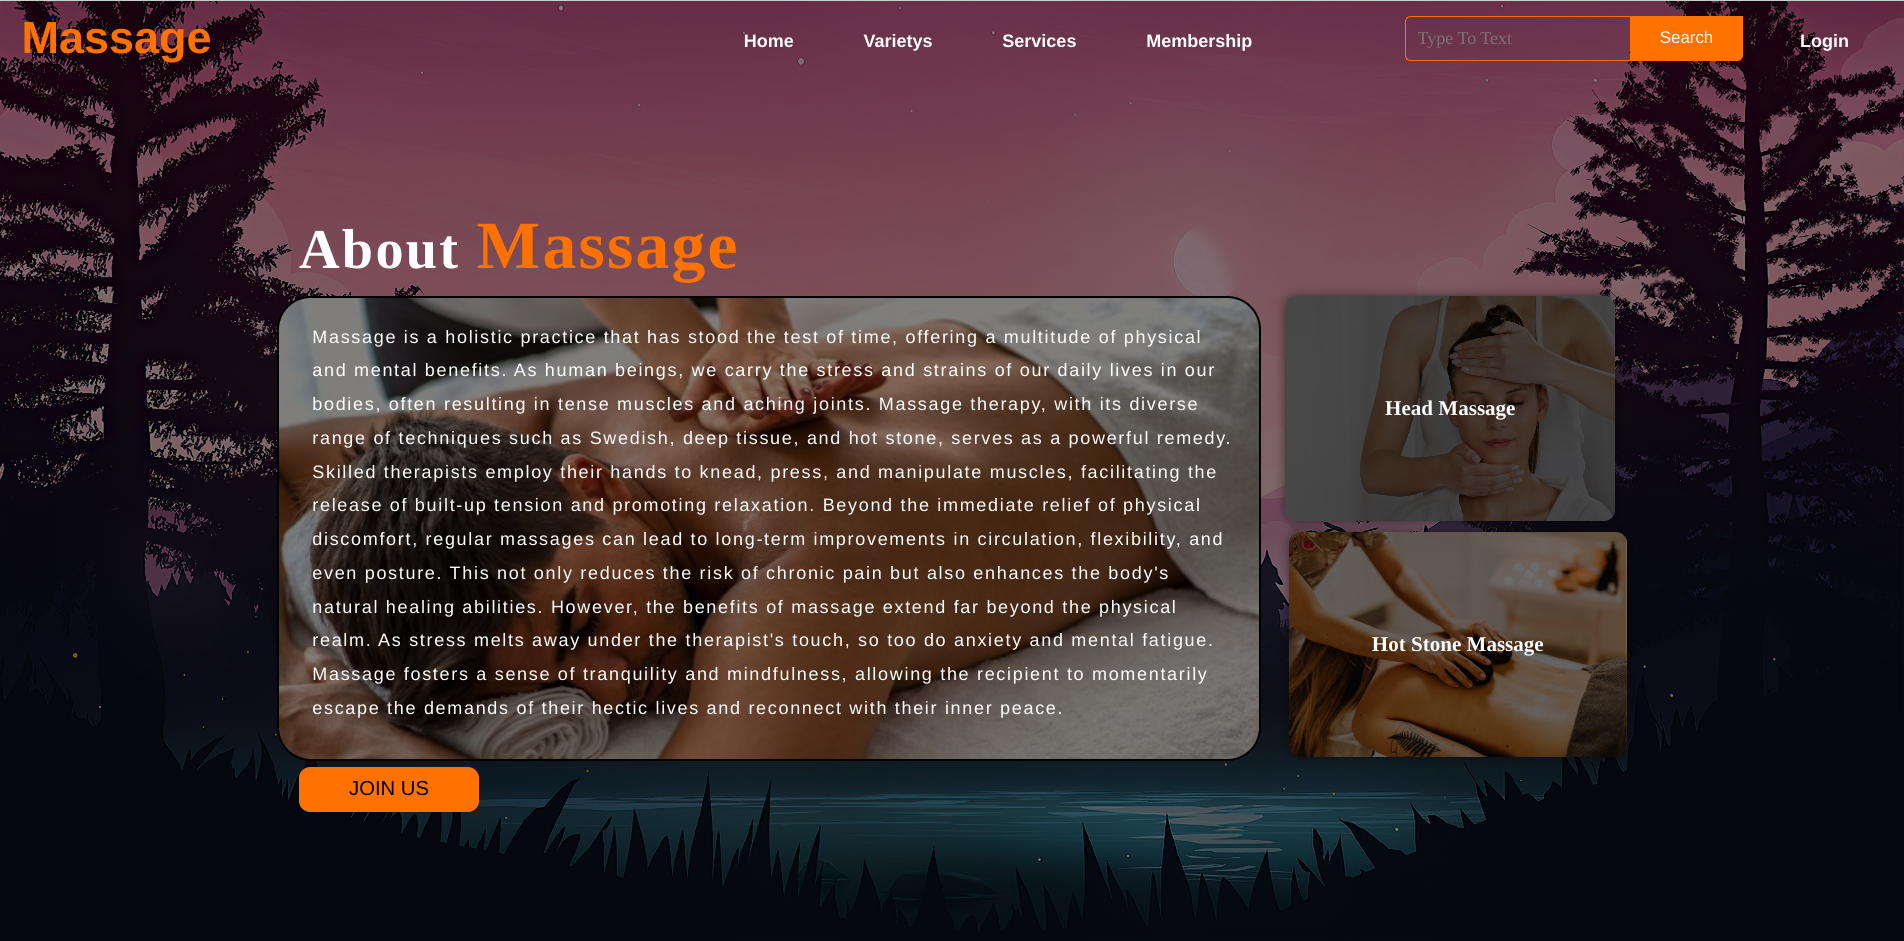 Massage
Home Varietys Services Membership
Type To Text Search
Login
About Massage
Massage is a holistic practice that has stood the test of time, offering a multitude of physical
and mental benefits. As human beings, we carry the stress and strains of our daily lives in our
bodies, often resulting in tense muscles and aching joints. Massage therapy, with its diverse
range of techniques such as Swedish, deep tissue, and hot stone, serves as a powerful remedy.
Skilled therapists employ their hands to knead, press, and manipulate muscles, facilitating the
release of built-up tension and promoting relaxation. Beyond the immediate relief of physical
discomfort, regular massages can lead to long-term improvements in circulation, flexibility, and
even posture. This not only reduces the risk of chronic pain but also enhances the body's
natural healing abilities. However, the benefits of massage extend far beyond the physical
realm. As stress melts away under the therapist's touch, so too do anxiety and mental fatigue.
Massage fosters a sense of tranquility and mindfulness, allowing the recipient to momentarily
escape the demands of their hectic lives and reconnect with their inner peace.
Head Massage
Hot Stone Massage
JOIN US